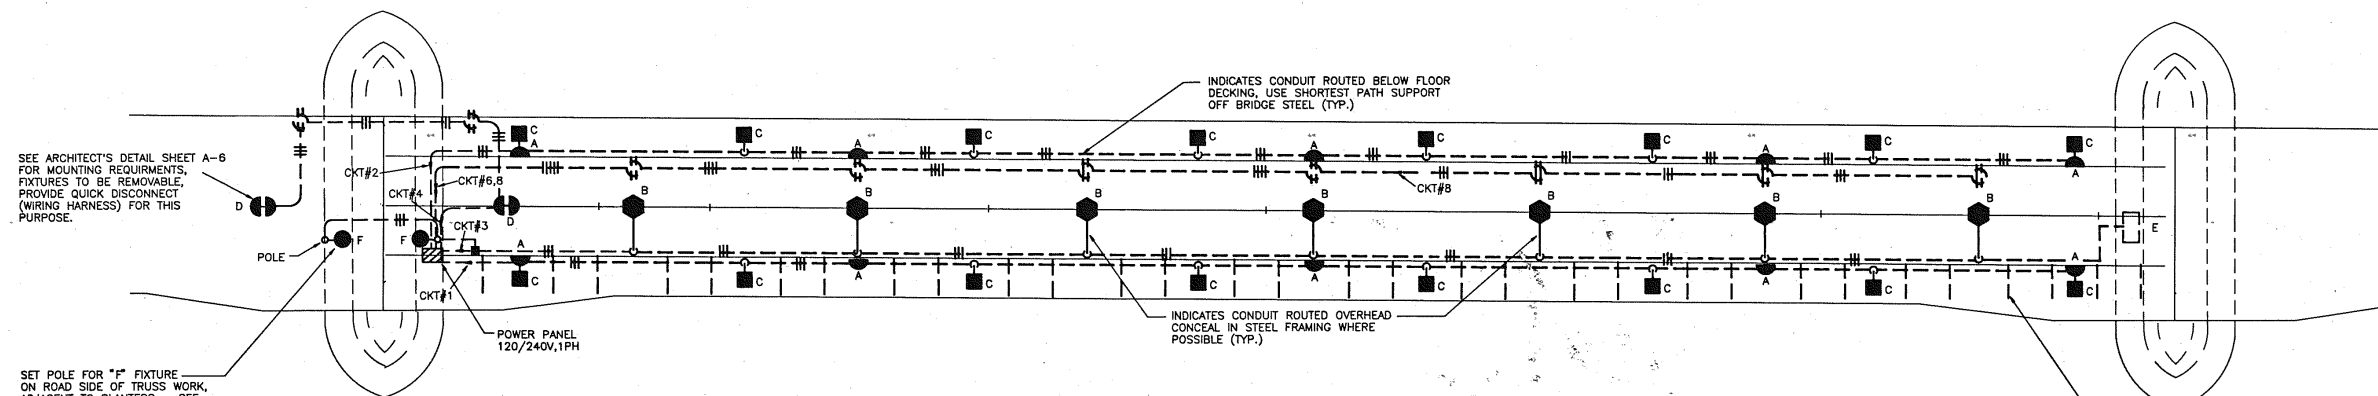 INDICATES CONDUIT ROUTED BELOW FLOOR
DECKING, USE SHORTEST PATH SUPPORT
OFF BRIDGE STEEL (TYP.)
C
C
C
C
C
C
C
C
A
A
A
A
A
SEE ARCHITECT'S DETAIL SHEET A-6
FOR MOUNTING REQUIRMENTS,
FIXTURES TO BE REMOVABLE,
PROVIDE QUICK DISCONNECT
(WIRING HARNESS) FOR THIS
PURPOSE.
CKT#2
CKT#6,8
CKT#8
CKT#4
B
B
B
B
B
B
B
D
D
CKT#3
F
F
E
POLE
A
A
A
A
A
C
C
C
C
C
C
C
C
C
CKT#1
INDICATES CONDUIT ROUTED OVERHEAD
CONCEAL IN STEEL FRAMING WHERE
POSSIBLE (TYP.)
POWER PANEL
120/240V,1PH
SET POLE FOR "F" FIXTURE
ON ROAD SIDE OF TRUSS WORK,